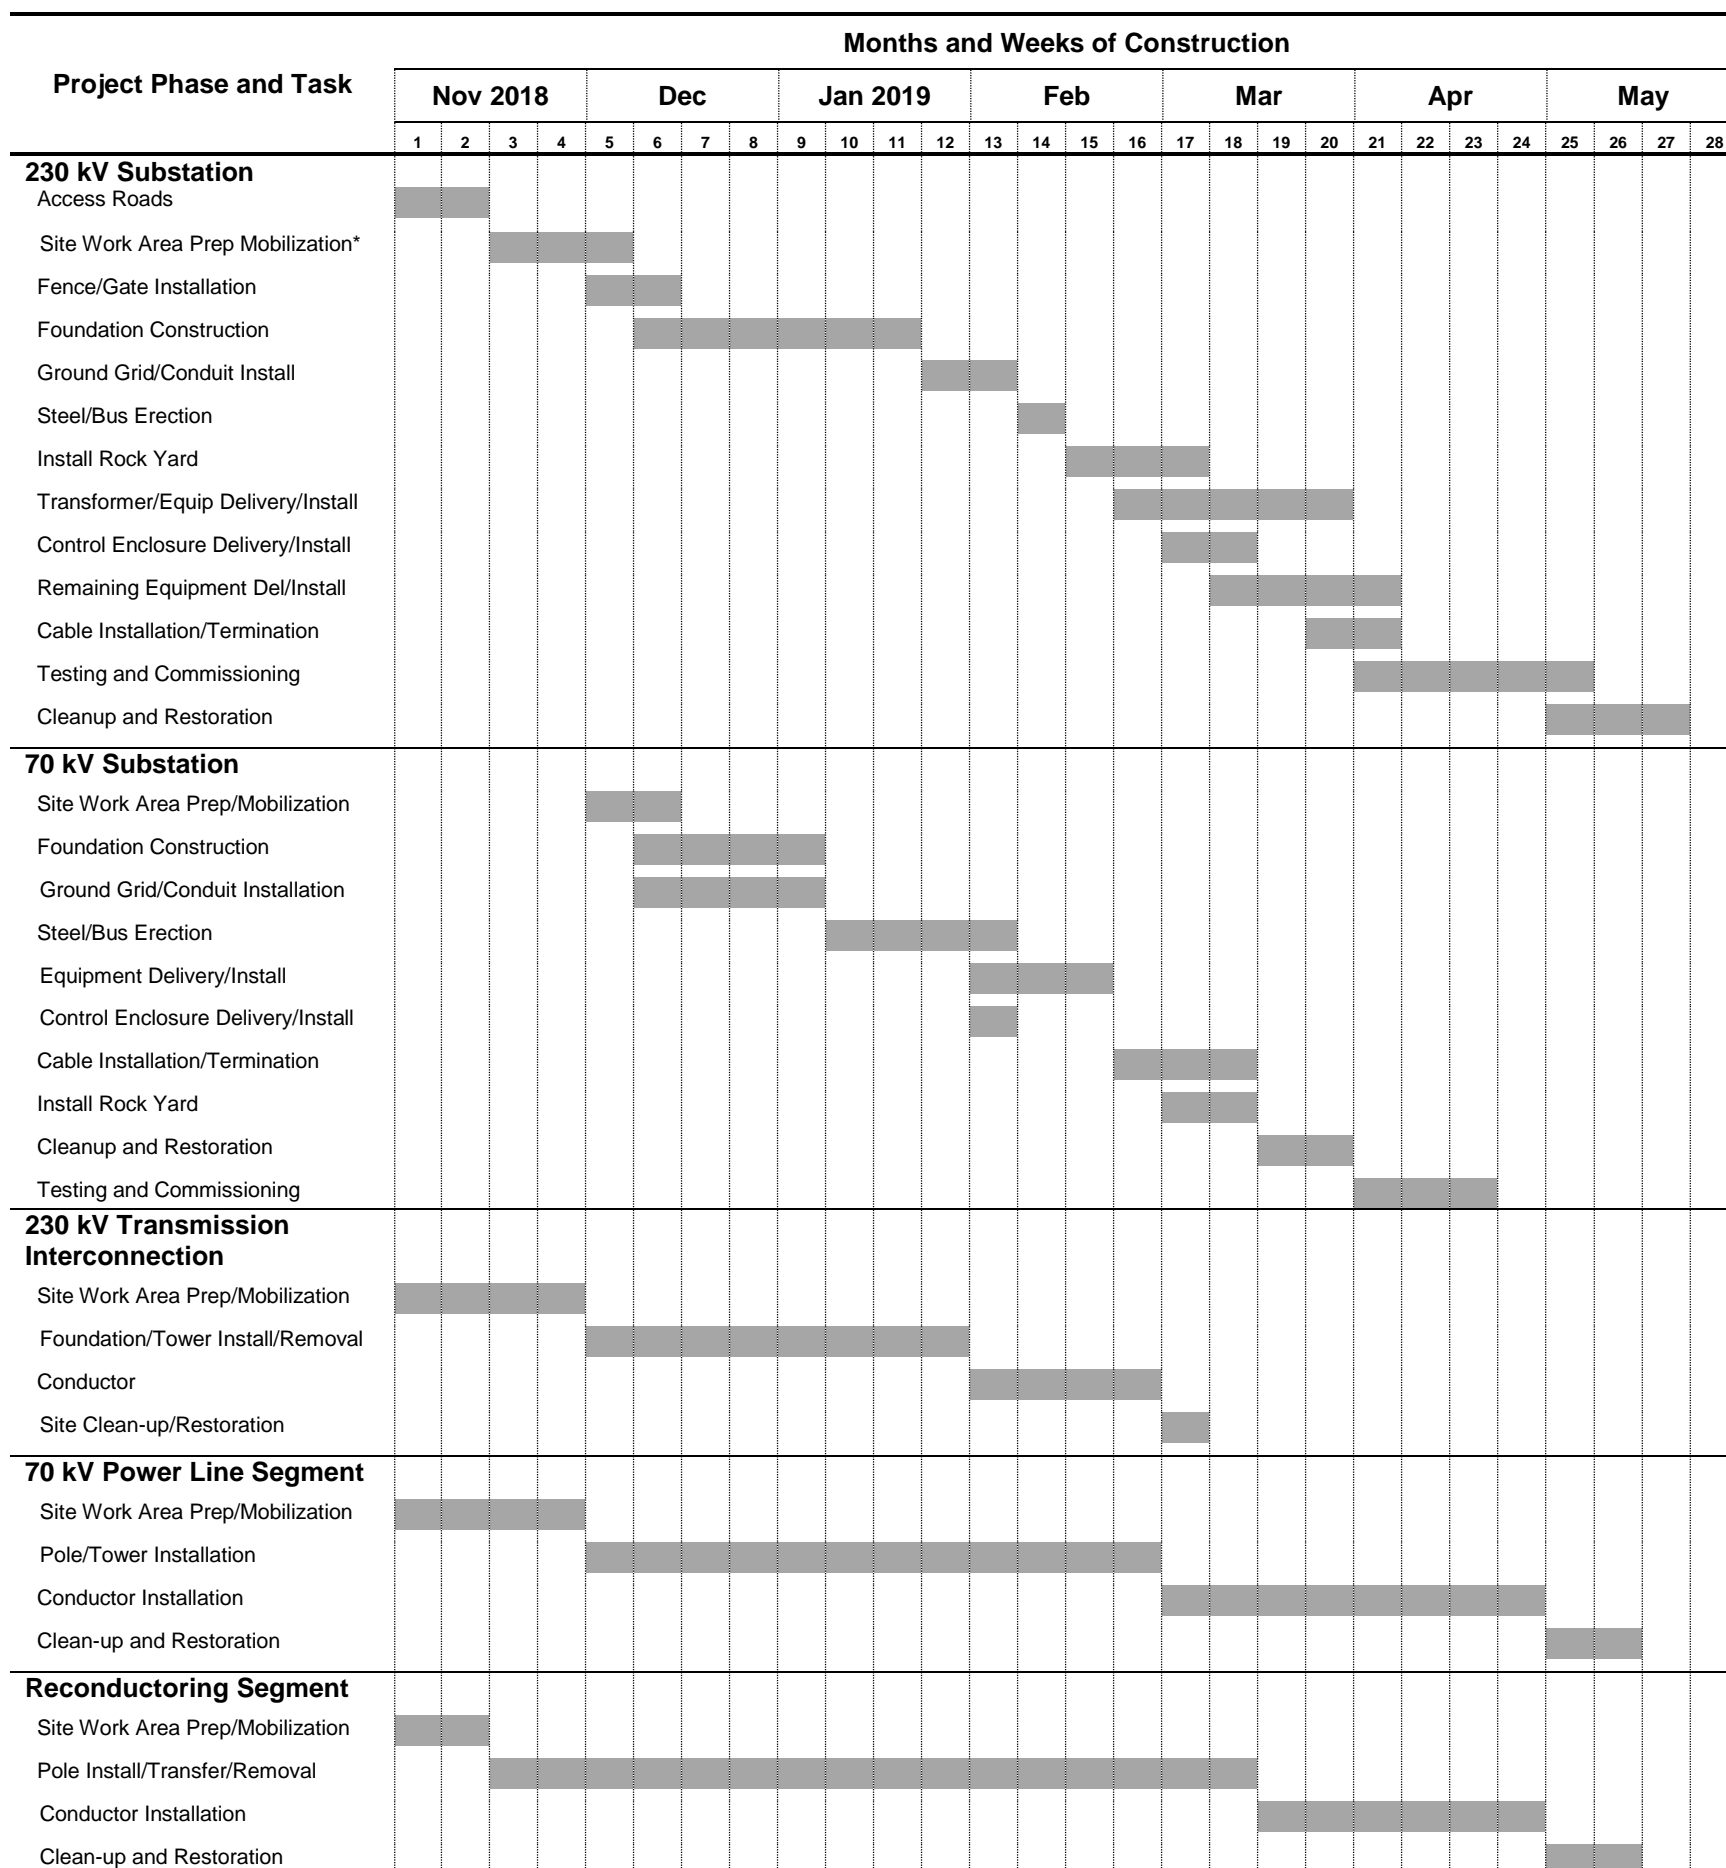 Months and Weeks of Construction
Project Phase and Task
Nov 2018 Dec Jan 2019 Feb Mar Apr May
1 2 3 4 5 6 7 8 9 10 11 12 13 14 15 16 17 18 19 20 21 22 23 24 25 26 27 28
230 kV Substation
Access Roads
Site Work Area Prep Mobilization*
Fence/Gate Installation
Foundation Construction
Ground Grid/Conduit Install
Steel/Bus Erection
Install Rock Yard
Transformer/Equip Delivery/Install
Control Enclosure Delivery/Install
Remaining Equipment Del/Install
Cable Installation/Termination
Testing and Commissioning
Cleanup and Restoration
70 kV Substation
Site Work Area Prep/Mobilization
Foundation Construction
Ground Grid/Conduit Installation
Steel/Bus Erection
Equipment Delivery/Install
Control Enclosure Delivery/Install
Cable Installation/Termination
Install Rock Yard
Cleanup and Restoration
Testing and Commissioning
230 kV Transmission
Interconnection
Site Work Area Prep/Mobilization
Foundation/Tower Install/Removal
Conductor
Site Clean-up/Restoration
70 kV Power Line Segment
Site Work Area Prep/Mobilization
Pole/Tower Installation
Conductor Installation
Clean-up and Restoration
Reconductoring Segment
Site Work Area Prep/Mobilization
Pole Install/Transfer/Removal
Conductor Installation
Clean-up and Restoration